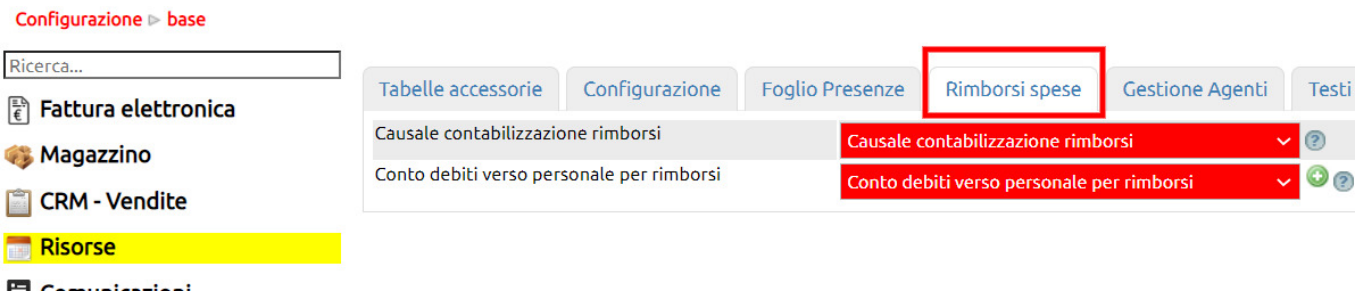 Configurazione ▷ base
Ricerca...
Fattura elettronica
Magazzino
CRM - Vendite
Risorse
Comunicazioni
Tabelle accessorie
Configurazione
Foglio Presenze
Rimborsi spese
Gestione Agenti
Testi
Causale contabilizzazione rimborsi
Causale contabilizzazione rimborsi
Conto debiti verso personale per rimborsi
Conto debiti verso personale per rimborsi